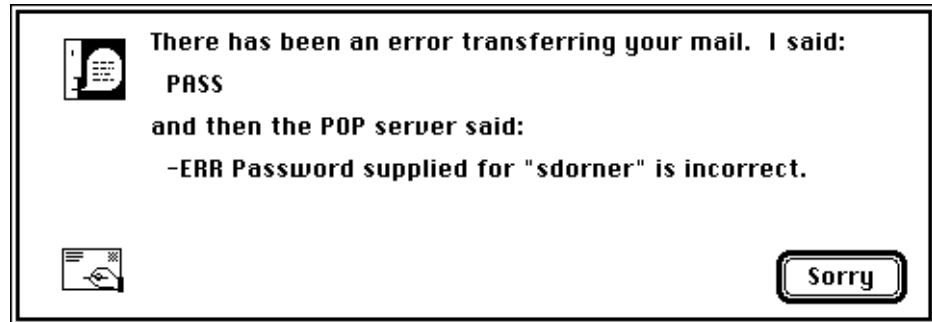 There has been an error transferring your mail.  I said:
PASS
and then the POP server said:
-ERR Password supplied for "sdorner" is incorrect.
Sorry